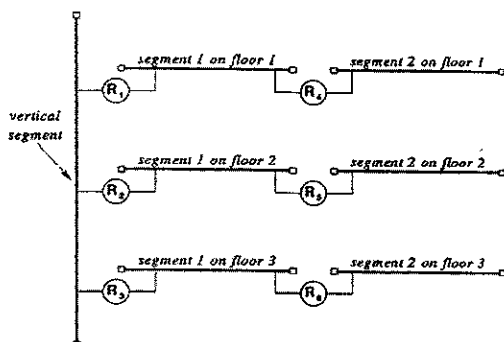 segment 1 on floor 1
segment 2 on floor 1
R1
R4
vertical
segment
segment 1 on floor 2
segment 2 on floor 2
R2
R5
segment 1 on floor 3
segment 2 on floor 3
R3
R6